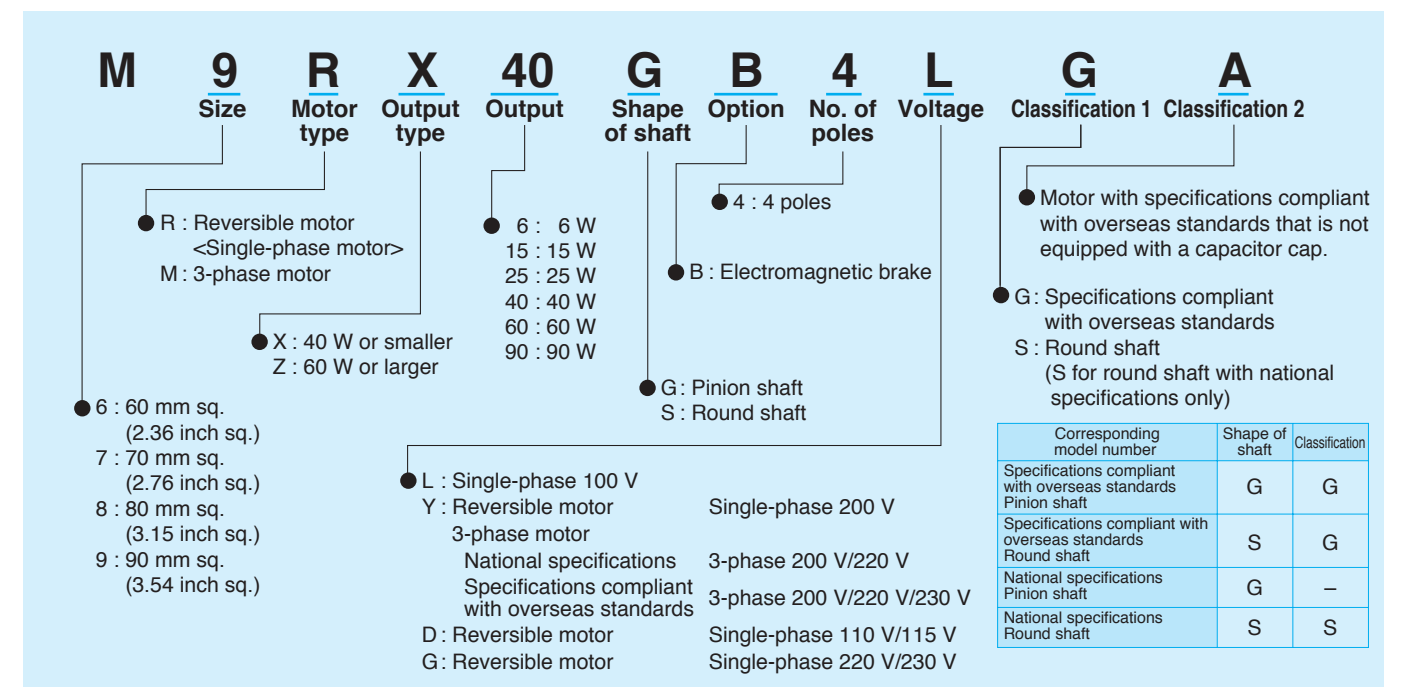 M 9 R X 40 G B 4 L G A
Size Motor type Output type Output Shape of shaft Option No. of poles Voltage Classification 1 Classification 2
6 : 60 mm sq.
(2.36 inch sq.)
7 : 70 mm sq.
(2.76 inch sq.)
8 : 80 mm sq.
(3.15 inch sq.)
9 : 90 mm sq.
(3.54 inch sq.)
R : Reversible motor
<Single-phase motor>
M : 3-phase motor
X : 40 W or smaller
Z : 60 W or larger
6 : 6 W
15 : 15 W
25 : 25 W
40 : 40 W
60 : 60 W
90 : 90 W
G : Pinion shaft
S : Round shaft
B : Electromagnetic brake
4 : 4 poles
L : Single-phase 100 V
Y : Reversible motor Single-phase 200 V
3-phase motor
National specifications 3-phase 200 V/220 V
Specifications compliant
with overseas standards 3-phase 200 V/220 V/230 V
D : Reversible motor Single-phase 110 V/115 V
G : Reversible motor Single-phase 220 V/230 V
Motor with specifications compliant
with overseas standards that is not
equipped with a capacitor cap.
G : Specifications compliant
with overseas standards
S : Round shaft
(S for round shaft with national
specifications only)
Corresponding model number Shape of shaft Classification
Specifications compliant
with overseas standards
Pinion shaft G G
Specifications compliant with
overseas standards
Round shaft S G
National specifications
Pinion shaft G –
National specifications
Round shaft S S